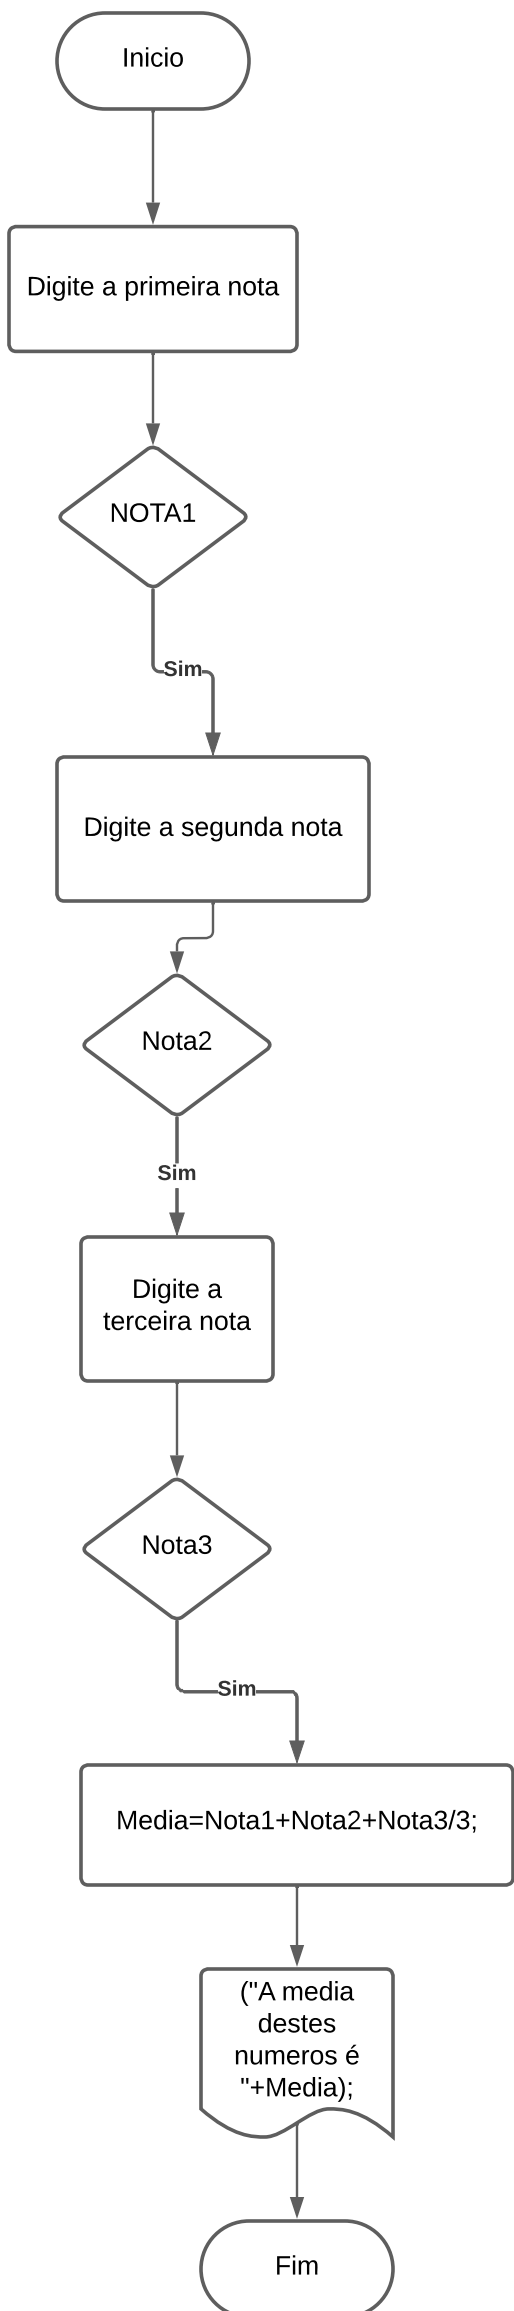 Inicio
Digite a primeira nota
NOTA1
Sim
Digite a segunda nota
Nota2
Sim
Digite a
terceira nota
Nota3
Sim
Media=Nota1+Nota2+Nota3/3;
("A media
destes
numeros é
"+Media);
Fim